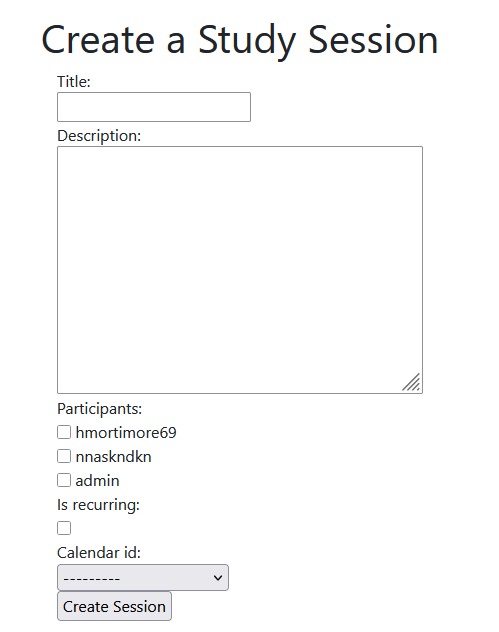 Create a Study Session
Title:
Description:
Participants:
hmortimore69
nnaskndkn
admin
Is recurring:
Calendar id:
---------
Create Session